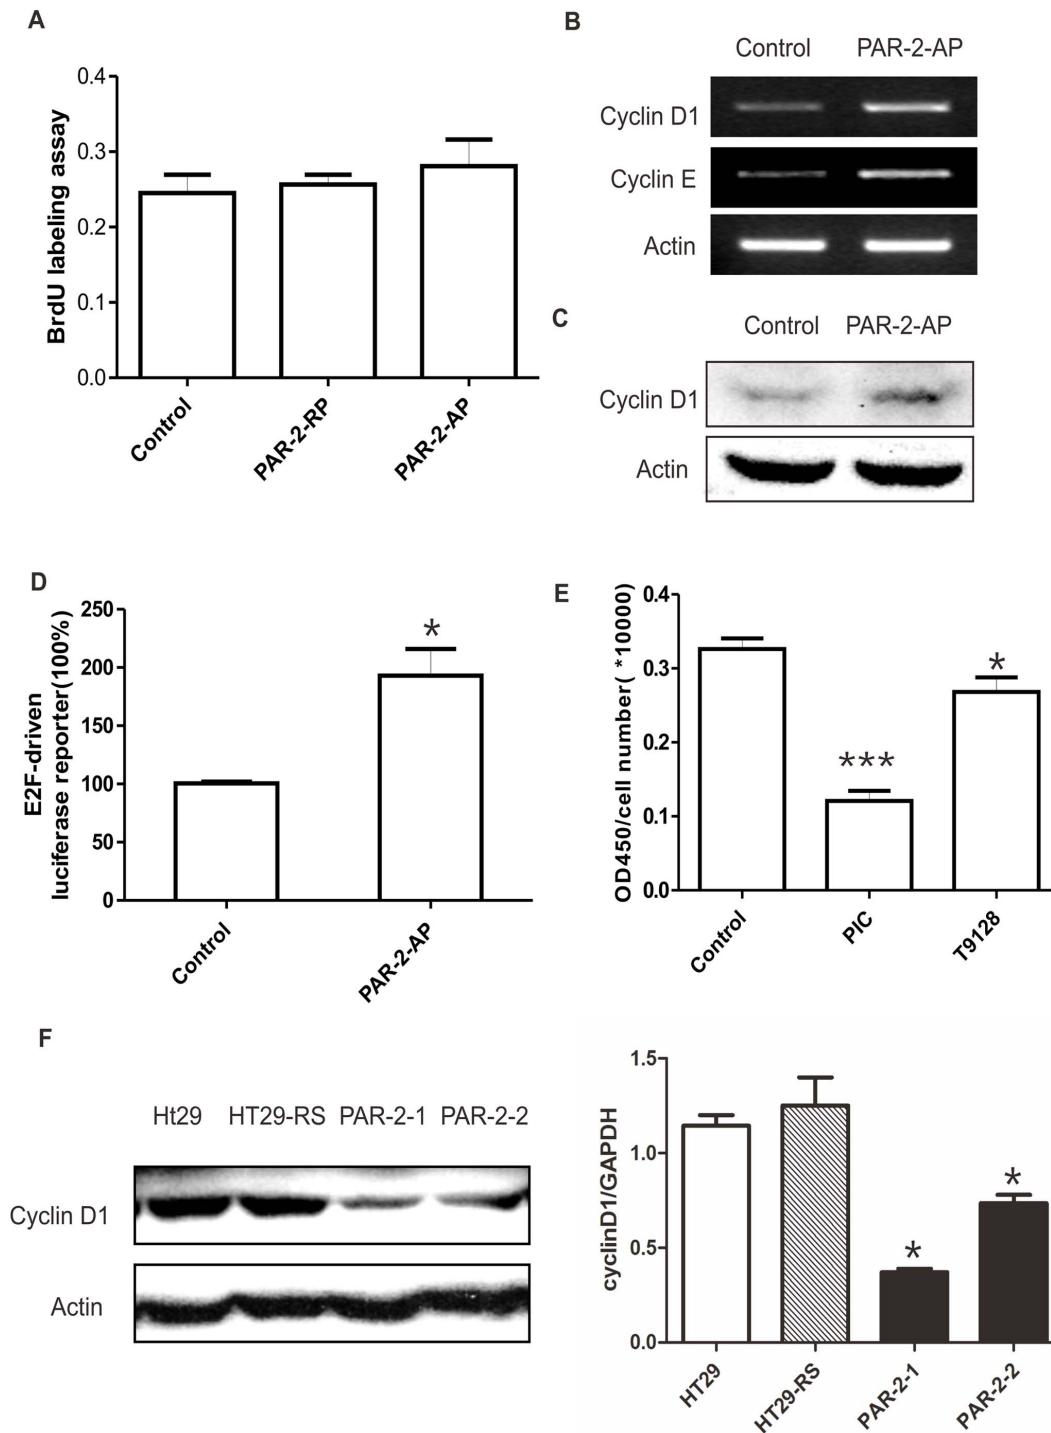 A
BrdU labeling assay
0.4
0.3
0.2
0.1
0.0
Control
PAR-2-RP
PAR-2-AP
B
Control PAR-2-AP
Cyclin D1
Cyclin E
Actin
C
Control PAR-2-AP
Cyclin D1
Actin
D
E2F-driven
luciferase reporter(100%)
250
200
150
100
50
0
*
Control
PAR-2-AP
E
OD450/cell number( *10000)
0.4
0.3
0.2
0.1
0.0
***
*
Control
PIC
T9128
F
Ht29 HT29-RS PAR-2-1 PAR-2-2
Cyclin D1
Actin
cyclinD1/GAPDH
1.5
1.0
0.5
0.0
*
*
HT29
HT29-RS
PAR-2-1
PAR-2-2